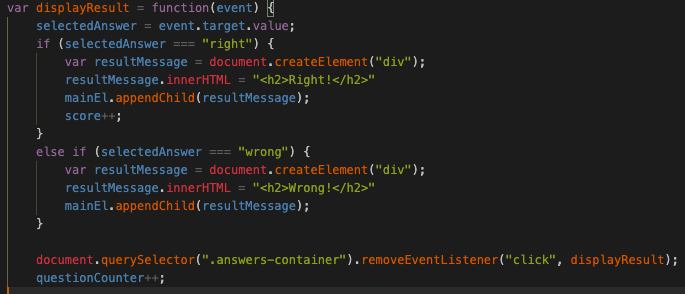 var displayResult = function(event) {
    selectedAnswer = event.target.value;
    if (selectedAnswer === "right") {
        var resultMessage = document.createElement("div");
        resultMessage.innerHTML = "<h2>Right!</h2>"
        mainEl.appendChild(resultMessage);
        score++;
    }
    else if (selectedAnswer === "wrong") {
        var resultMessage = document.createElement("div");
        resultMessage.innerHTML = "<h2>Wrong!</h2>"
        mainEl.appendChild(resultMessage);
    }

    document.querySelector(".answers-container").removeEventListener("click", displayResult);
    questionCounter++;